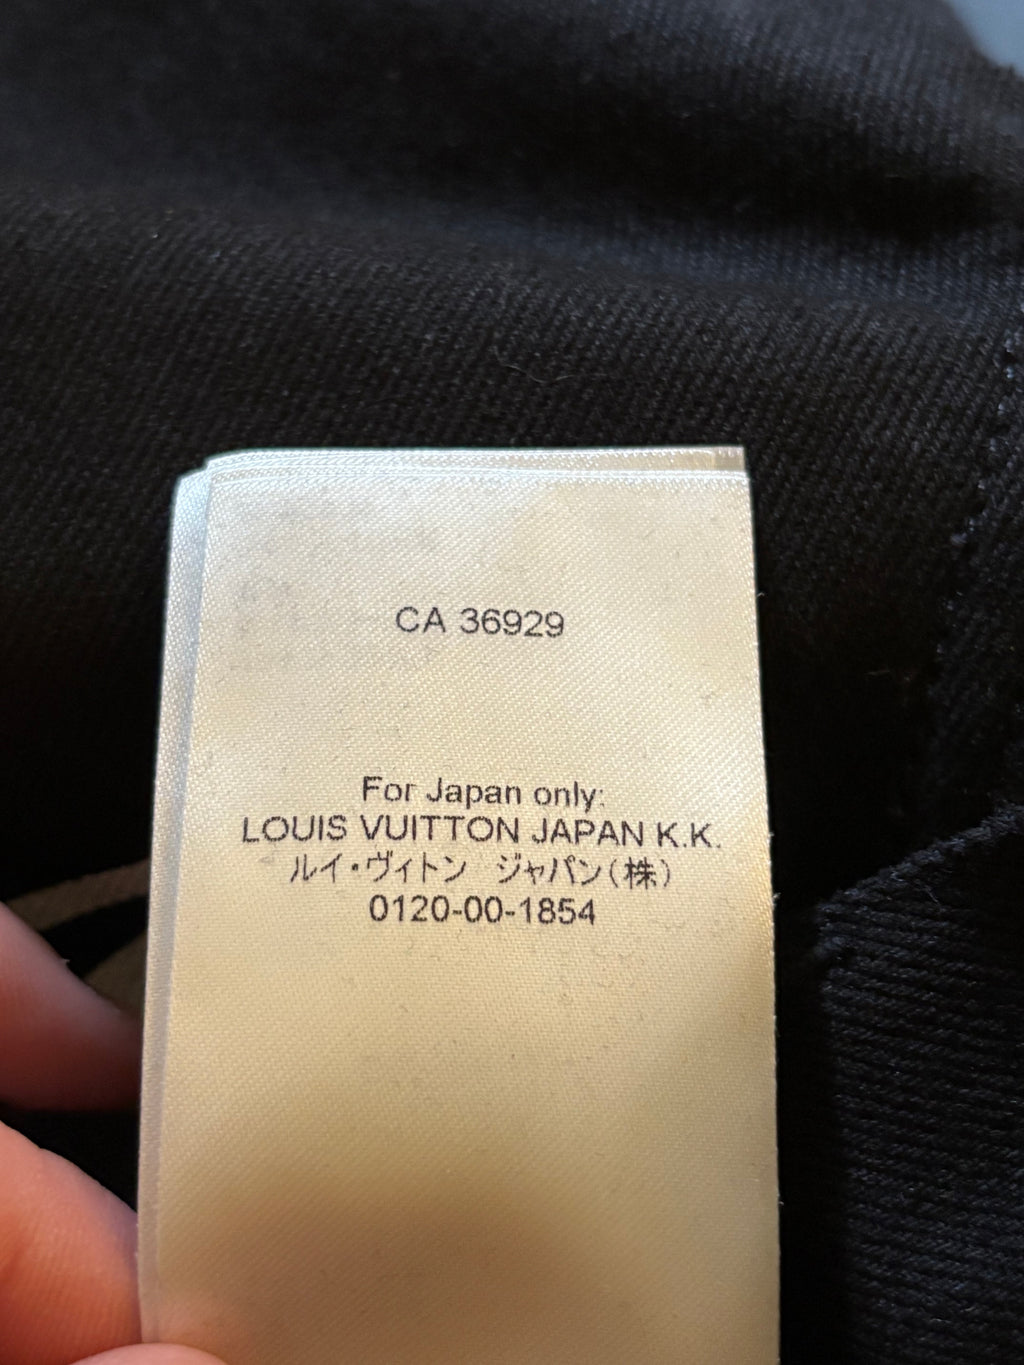 CA 36929
For Japan only:
LOUIS VUITTON JAPAN K.K.
ルイ・ヴィトン ジャパン(株)
0120-00-1854